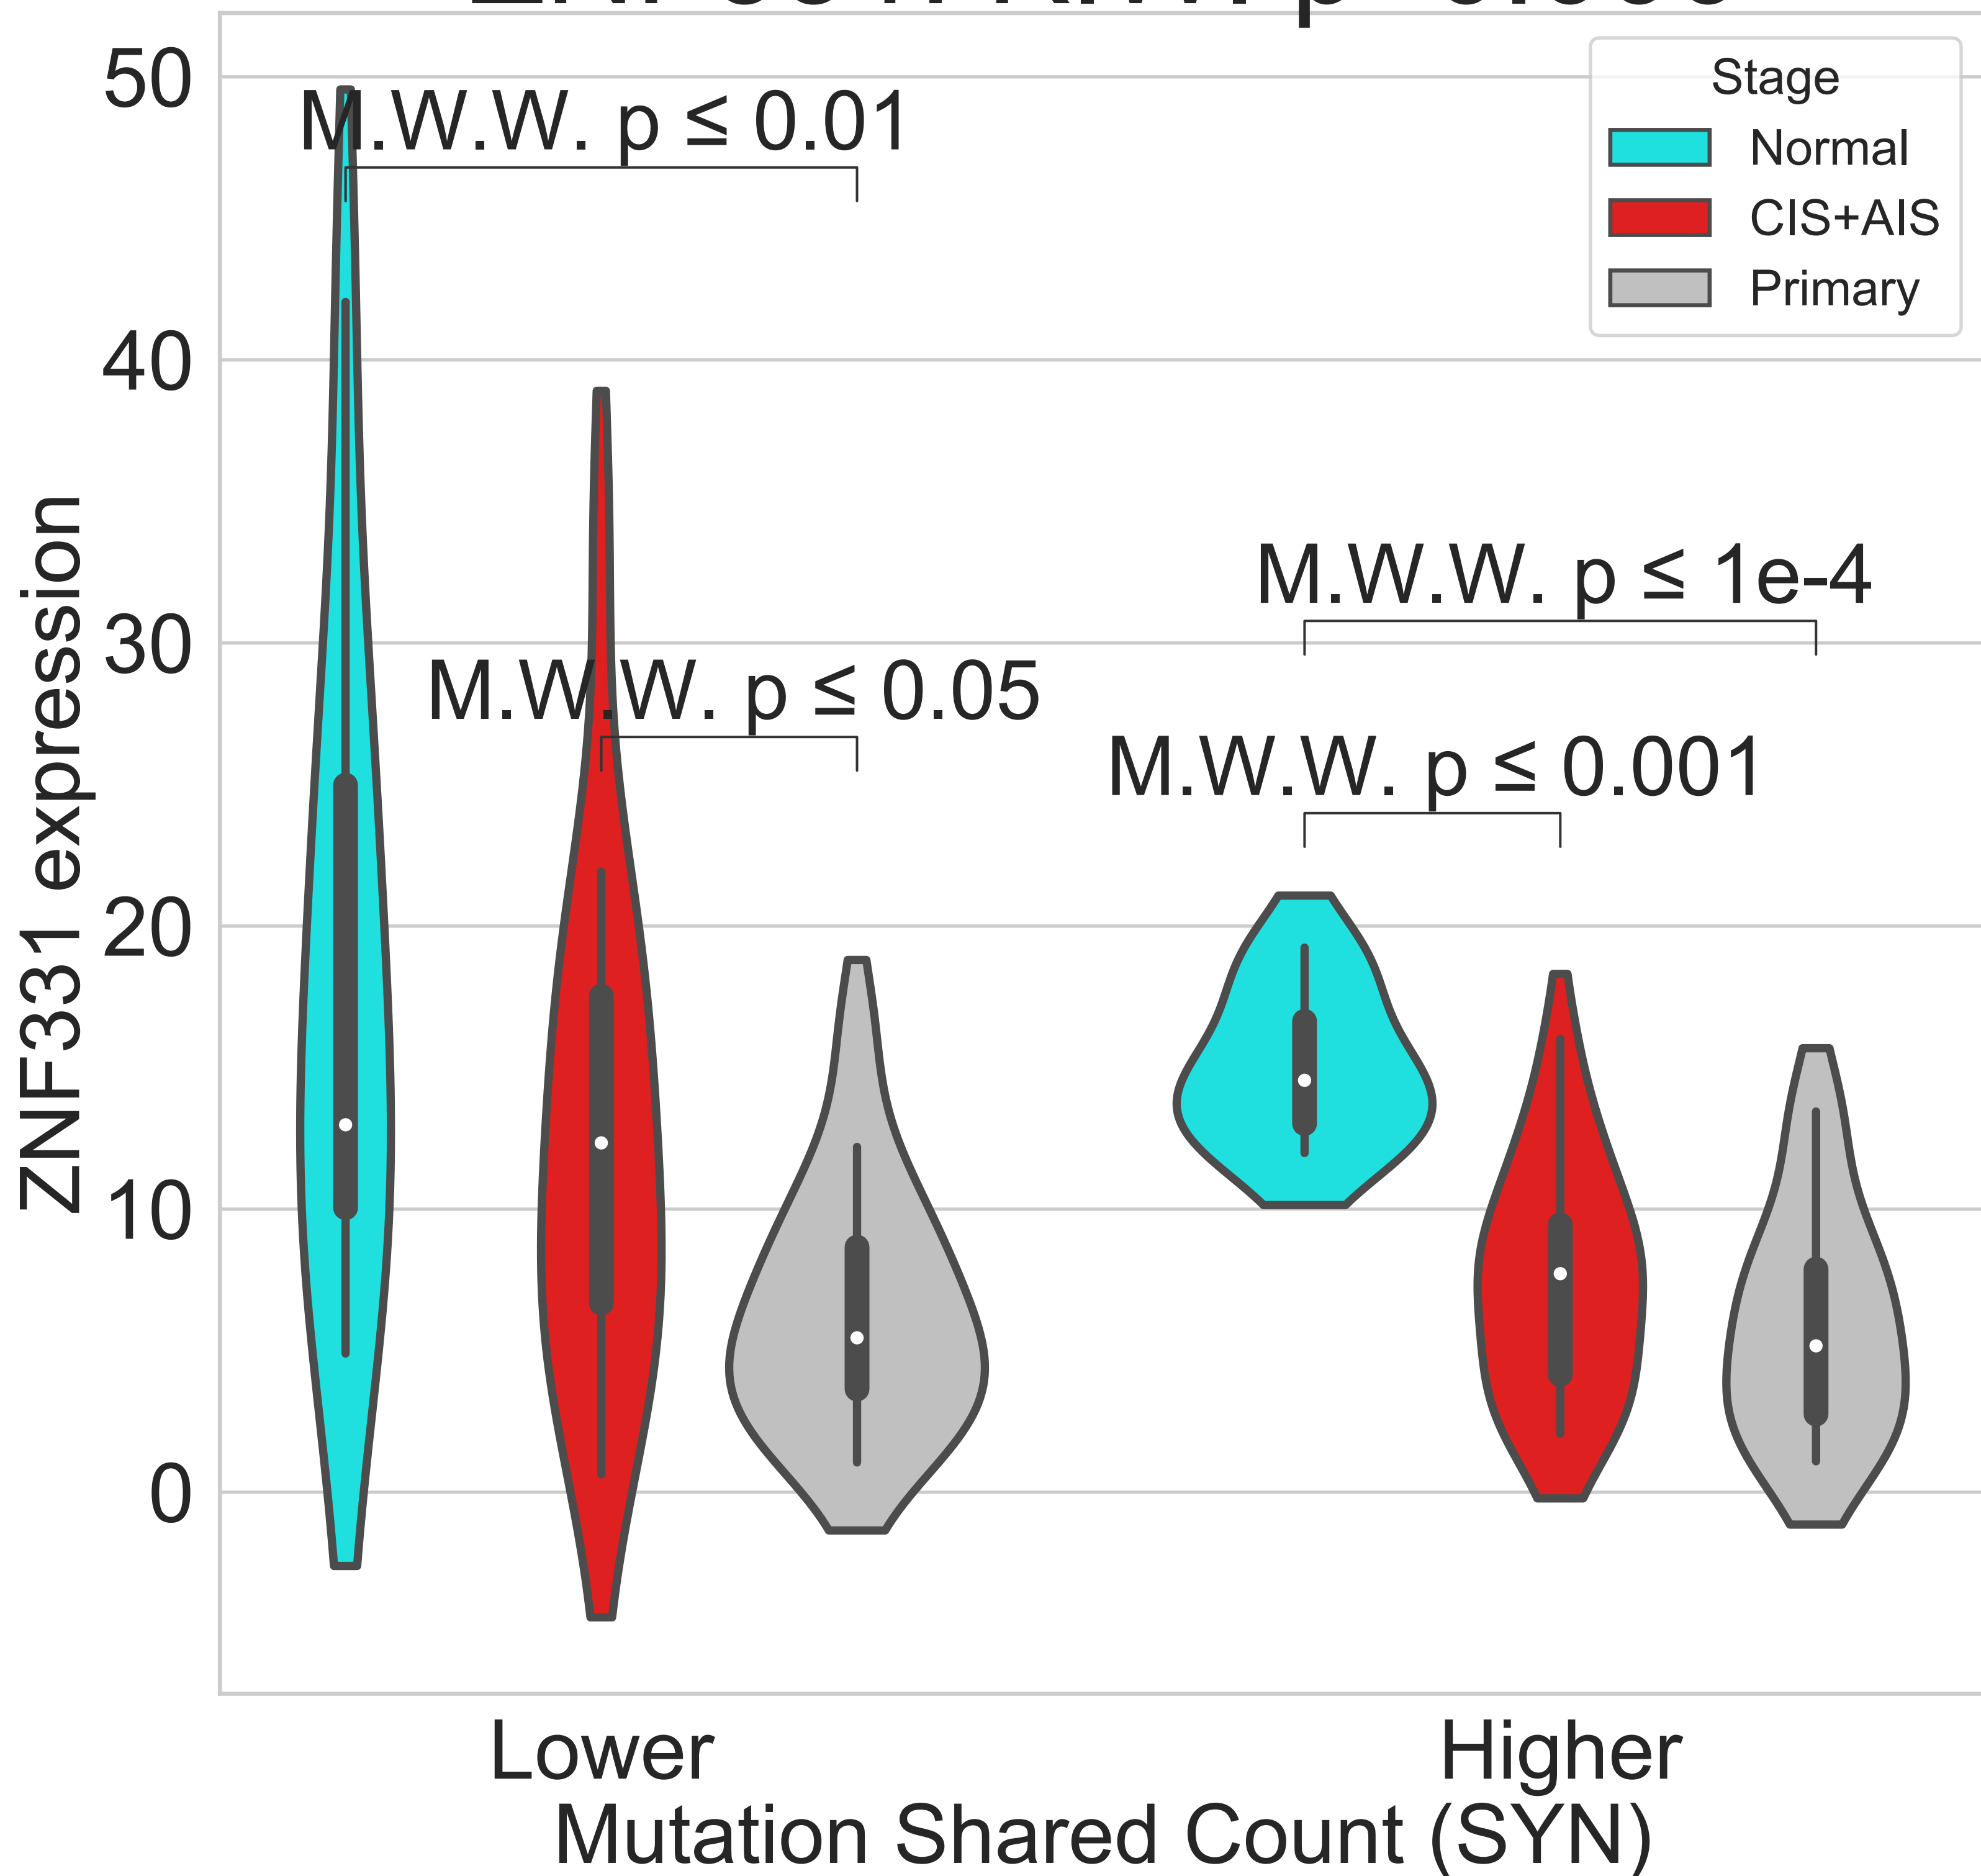 50
M.W.W. p ≤ 0.01
Stage
Normal
CIS+AIS
Primary
40
30
M.W.W. p ≤ 1e-4
M.W.W. p ≤ 0.05
M.W.W. p ≤ 0.001
20
10
0
ZNF331 expression
Lower
Higher
Mutation Shared Count (SYN)